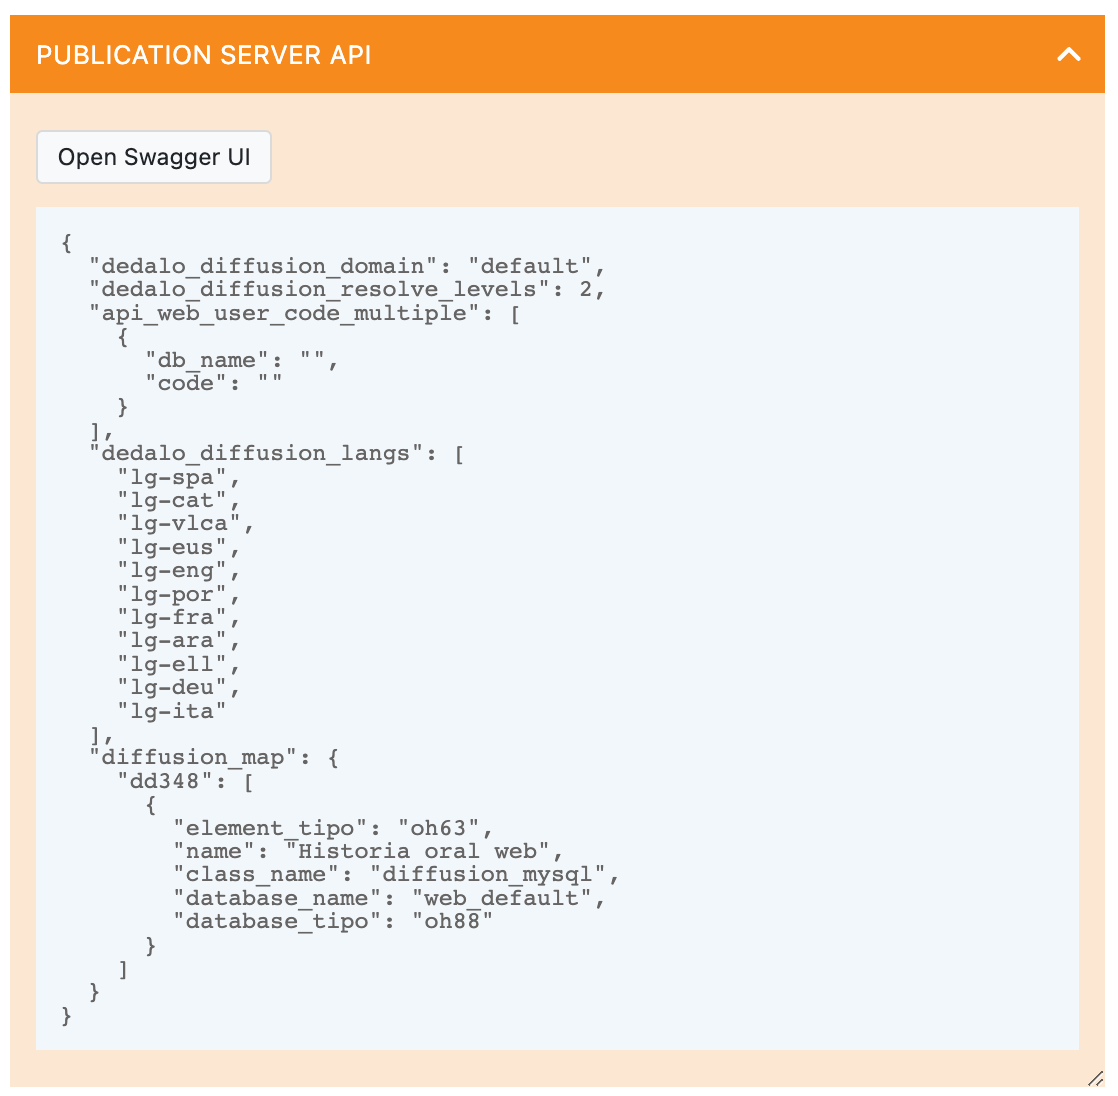 PUBLICATION SERVER API
Open Swagger UI
{
  "dedalo_diffusion_domain": "default",
  "dedalo_diffusion_resolve_levels": 2,
  "api_web_user_code_multiple": [
    {
      "db_name": "",
      "code": ""
    }
  ],
  "dedalo_diffusion_langs": [
    "lg-spa",
    "lg-cat",
    "lg-vlca",
    "lg-eus",
    "lg-eng",
    "lg-por",
    "lg-fra",
    "lg-ara",
    "lg-ell",
    "lg-deu",
    "lg-ita"
  ],
  "diffusion_map": {
    "dd348": [
      {
        "element_tipo": "oh63",
        "name": "Historia oral web",
        "class_name": "diffusion_mysql",
        "database_name": "web_default",
        "database_tipo": "oh88"
      }
    ]
  }
}